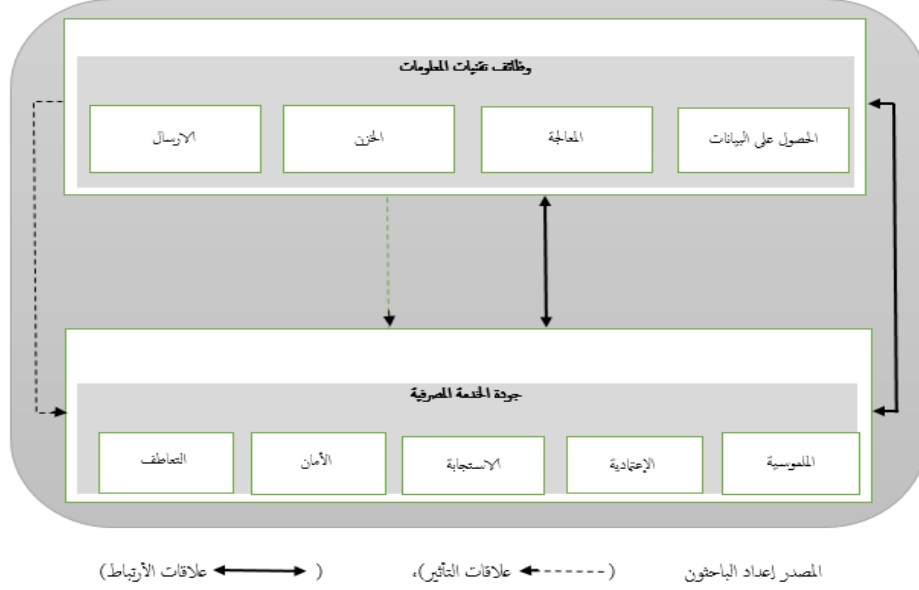 وظائف تقنيات المعلومات
الحصول على البيانات
المعالجة
الخزن
الارسال
جودة الخدمة المصرفية
الملموسية
الإعتمادية
الاستجابة
الأمان
التعاطف
المصدر إعداد الباحثون ( علاقات التأثير)، ( علاقات الأرتباط)